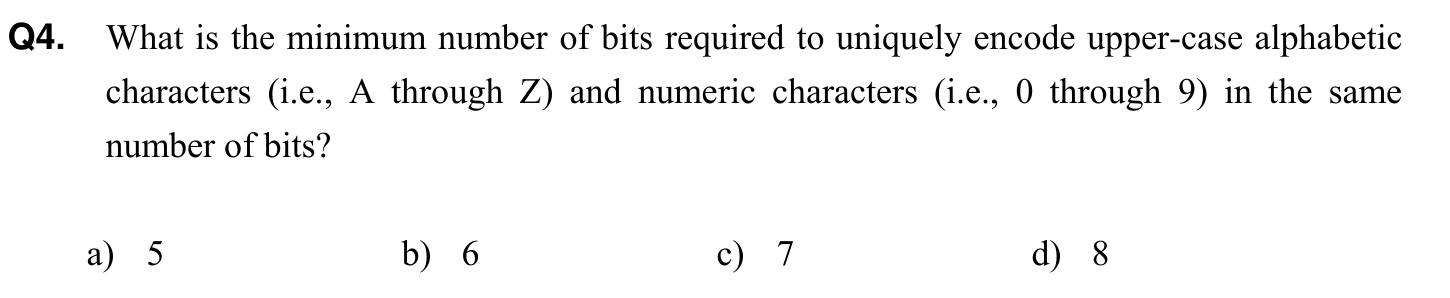 Q4. What is the minimum number of bits required to uniquely encode upper-case alphabetic
characters (i.e., A through Z) and numeric characters (i.e., 0 through 9) in the same
number of bits?
a) 5 b) 6 c) 7 d) 8